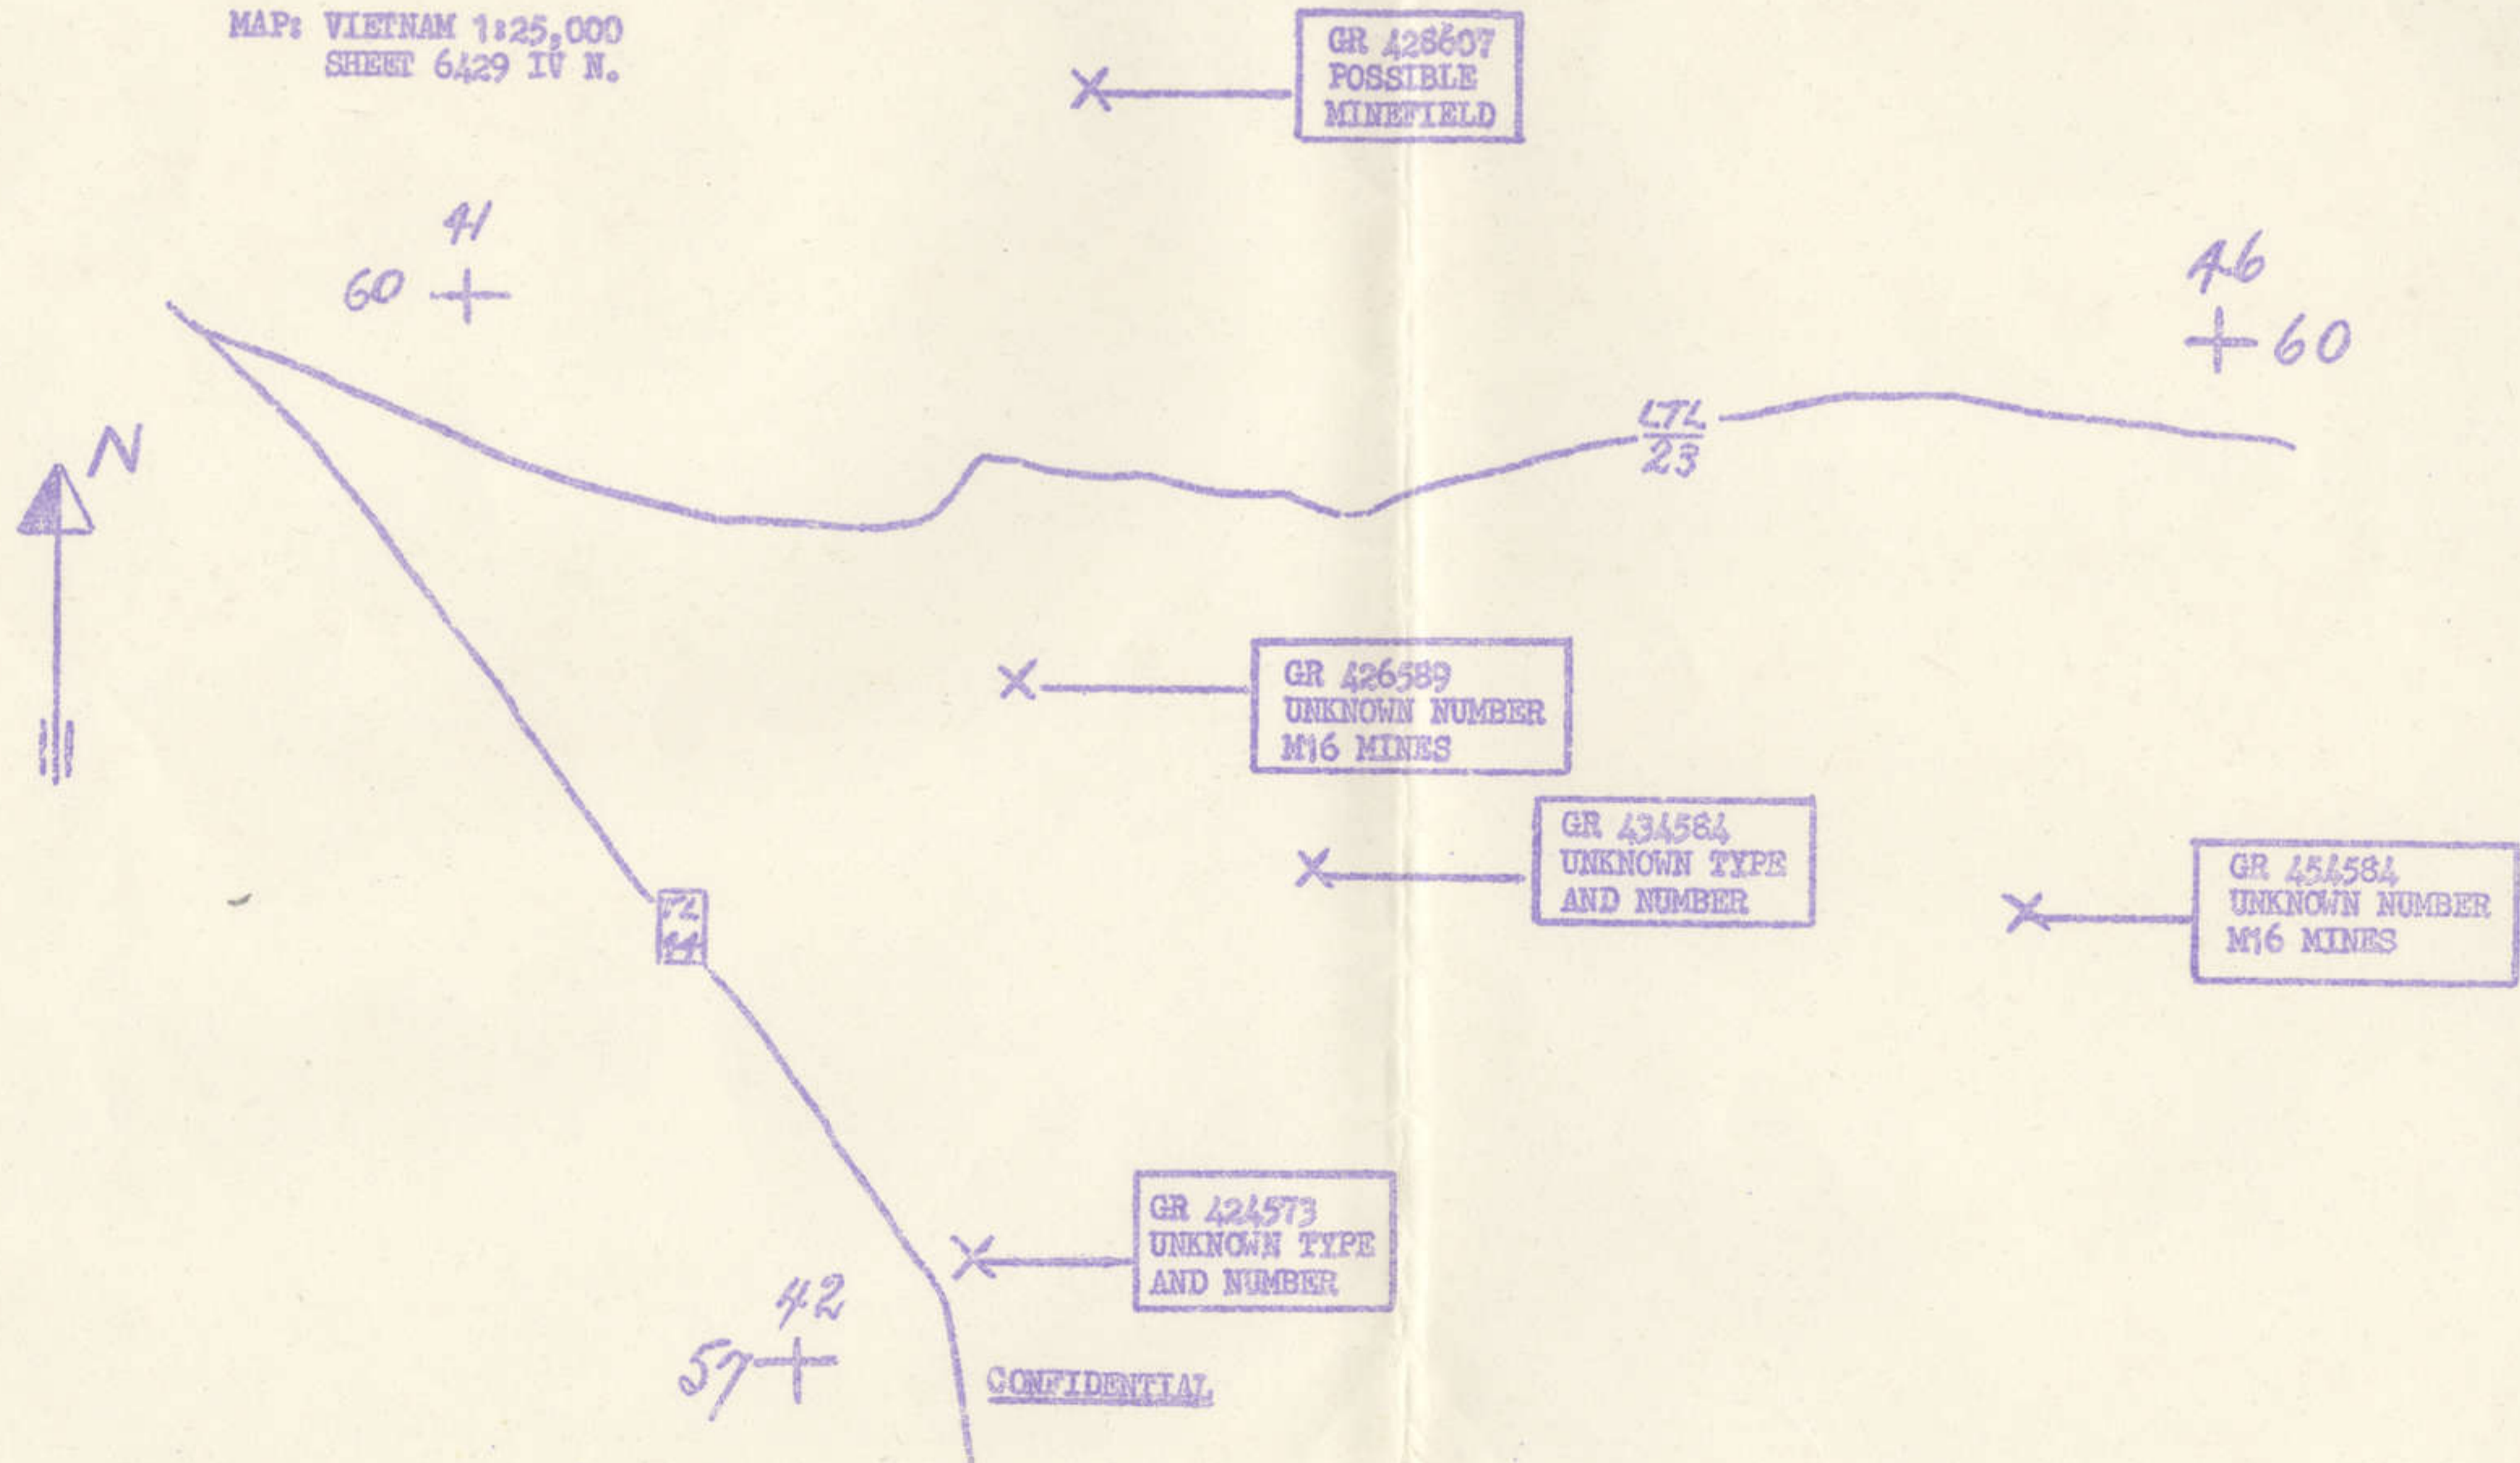 MAP: VIETNAM 1:25,000
SHEET 6429 IV N.
GR 428607
POSSIBLE
MINEFIELD
41
60
46
60
N
LTL
23
GR 426589
UNKNOWN NUMBER
M16 MINES
GR 434584
UNKNOWN TYPE
AND NUMBER
GR 454584
UNKNOWN NUMBER
M16 MINES
TL
44
GR 424573
UNKNOWN TYPE
AND NUMBER
42
57
CONFIDENTIAL